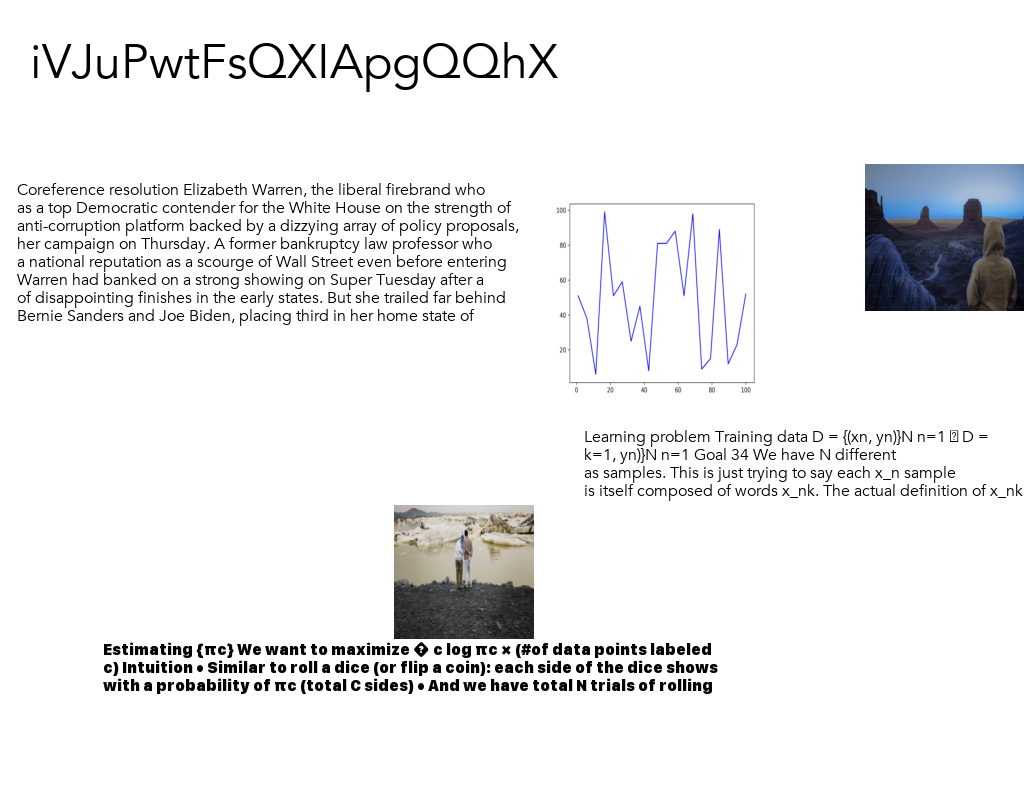 iVJuPwtFsQXIApgQQhX
Coreference resolution Elizabeth Warren, the liberal firebrand who
as a top Democratic contender for the White House on the strength of
anti-corruption platform backed by a dizzying array of policy proposals,
her campaign on Thursday. A former bankruptcy law professor who
a national reputation as a scourge of Wall Street even before entering
Warren had banked on a strong showing on Super Tuesday after a
of disappointing finishes in the early states. But she trailed far behind
Bernie Sanders and Joe Biden, placing third in her home state of
100
80
60
40
20
0 20 40 60 80 100
Learning problem Training data D = {(xn, yn)}N n=1 � D =
k=1, yn)}N n=1 Goal 34 We have N different
as samples. This is just trying to say each x_n sample
is itself composed of words x_nk. The actual definition of x_nk
Estimating {πc} We want to maximize � c log πc × (#of data points labeled
c) Intuition • Similar to roll a dice (or flip a coin): each side of the dice shows
with a probability of πc (total C sides) • And we have total N trials of rolling